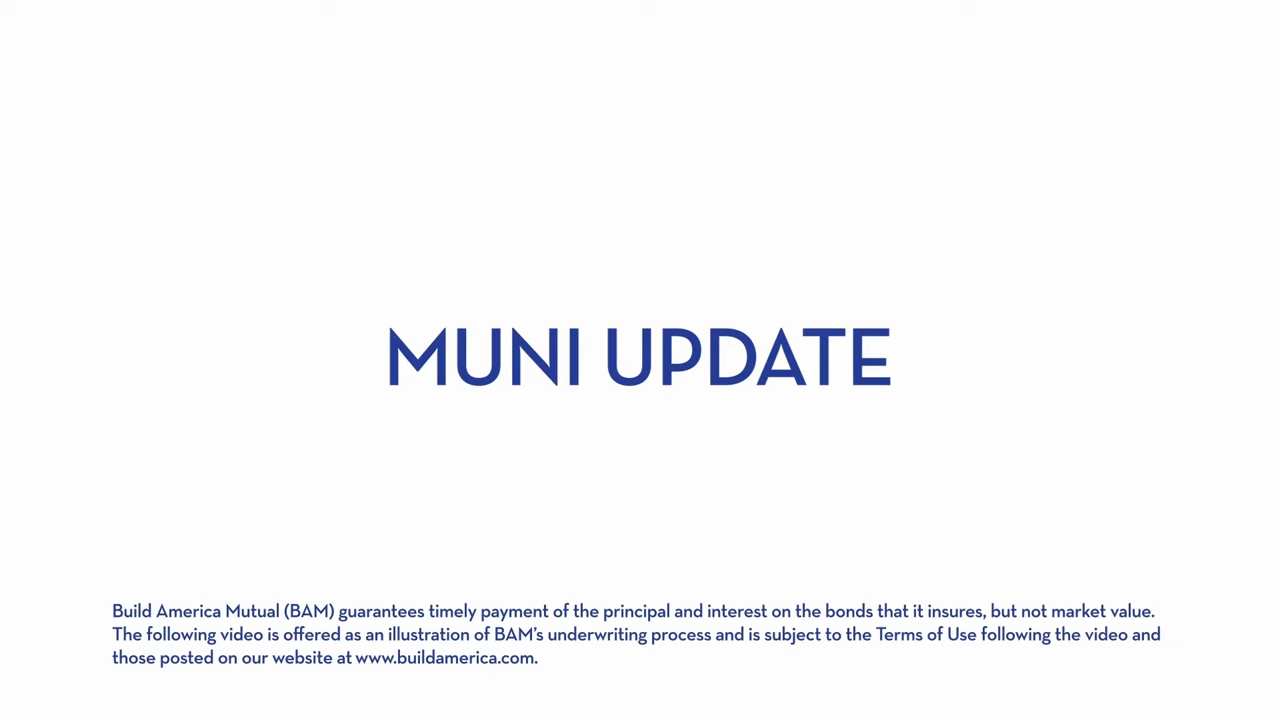 MUNI UPDATE
Build America Mutual (BAM) guarantees timely payment of the principal and interest on the bonds that it insures, but not market value.
The following video is offered as an illustration of BAM’s underwriting process and is subject to the Terms of Use following the video and
those posted on our website at www.buildamerica.com.